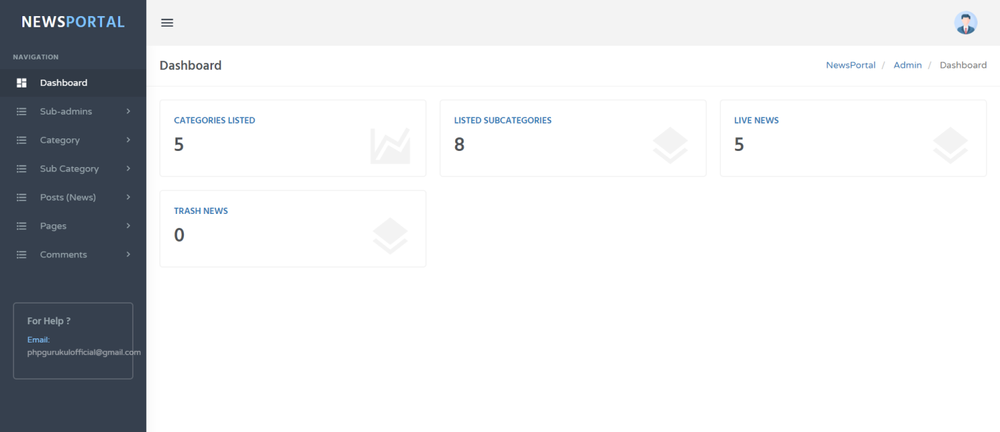 NEWSPORTAL
NAVIGATION
Dashboard
Sub-admins
Category
Sub Category
Posts (News)
Pages
Comments
For Help ?
Email:
phpgurukulofficial@gmail.com
Dashboard
NewsPortal / Admin / Dashboard
CATEGORIES LISTED
5
LISTED SUBCATEGORIES
8
LIVE NEWS
5
TRASH NEWS
0